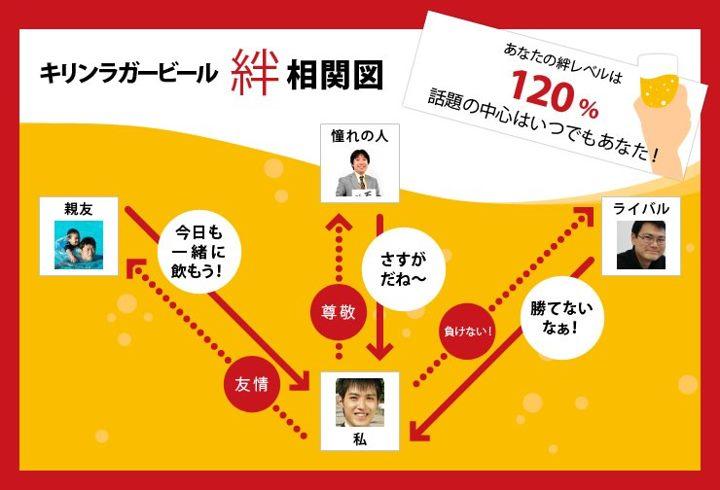 キリンラガービール 絆 相関図
あなたの絆レベルは
120%
話題の中心はいつでもあなた!
憧れの人
親友
ライバル
今日も
一緒に
飲もう!
さすが
だね〜
尊敬
負けない!
勝てない
なぁ!
友情
私